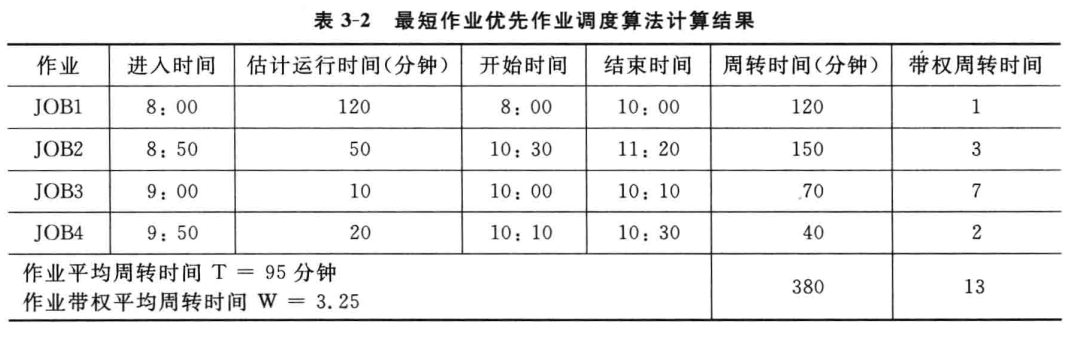 表 3-2 最短作业优先作业调度算法计算结果
作业 进入时间 估计运行时间(分钟) 开始时间 结束时间 周转时间(分钟) 带权周转时间
JOB1 8：00 120 8：00 10：00 120 1
JOB2 8：50 50 10：30 11：20 150 3
JOB3 9：00 10 10：00 10：10 70 7
JOB4 9：50 20 10：10 10：30 40 2
作业平均周转时间 T = 95 分钟
作业带权平均周转时间 W = 3.25
380 13